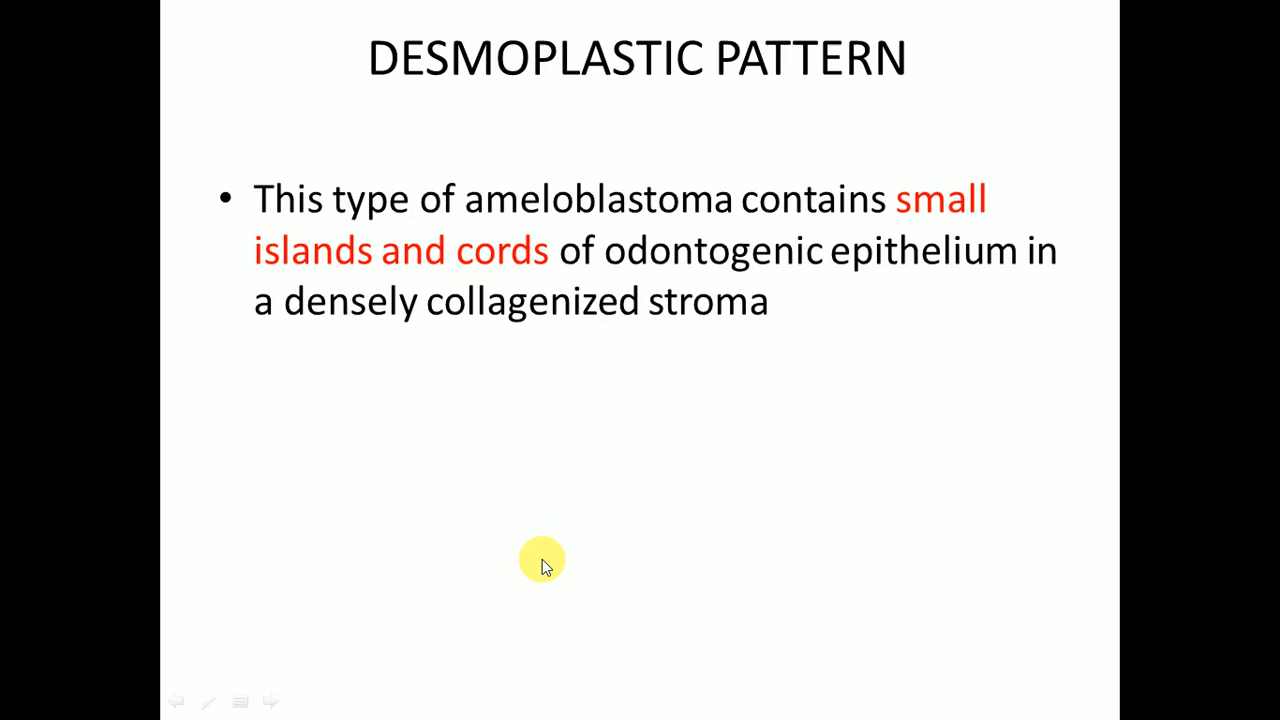 DESMOPLASTIC PATTERN
• This type of ameloblastoma contains small
islands and cords of odontogenic epithelium in
a densely collagenized stroma